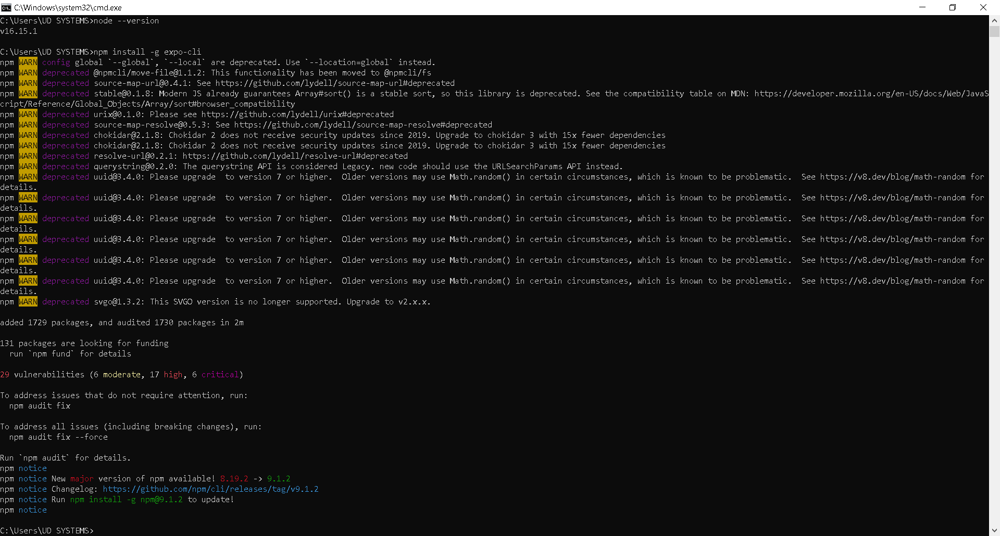 C:\Windows\system32\cmd.exe
C:\Users\UD SYSTEMS>node --version
v16.15.1
C:\Users\UD SYSTEMS>npm install -g expo-cli
npm WARN config global `--global`, `--local` are deprecated. Use `--location=global` instead.
npm WARN deprecated @npmcli/move-file@1.1.2: This functionality has been moved to @npmcli/fs
npm WARN deprecated source-map-url@0.4.1: See https://github.com/lydell/source-map-url#deprecated
npm WARN deprecated stable@0.1.8: Modern JS already guarantees Array#sort() is a stable sort, so this library is deprecated. See the compatibility table on MDN: https://developer.mozilla.org/en-US/docs/Web/JavaS
cript/Reference/Global_Objects/Array/sort#browser_compatibility
npm WARN deprecated urix@0.1.0: Please see https://github.com/lydell/urix#deprecated
npm WARN deprecated source-map-resolve@0.5.3: See https://github.com/lydell/source-map-resolve#deprecated
npm WARN deprecated chokidar@2.1.8: Chokidar 2 does not receive security updates since 2019. Upgrade to chokidar 3 with 15x fewer dependencies
npm WARN deprecated chokidar@2.1.8: Chokidar 2 does not receive security updates since 2019. Upgrade to chokidar 3 with 15x fewer dependencies
npm WARN deprecated resolve-url@0.2.1: https://github.com/lydell/resolve-url#deprecated
npm WARN deprecated querystring@0.2.0: The querystring API is considered Legacy. new code should use the URLSearchParams API instead.
npm WARN deprecated uuid@3.4.0: Please upgrade  to version 7 or higher.  Older versions may use Math.random() in certain circumstances, which is known to be problematic.  See https://v8.dev/blog/math-random for
details.
npm WARN deprecated uuid@3.4.0: Please upgrade  to version 7 or higher.  Older versions may use Math.random() in certain circumstances, which is known to be problematic.  See https://v8.dev/blog/math-random for
details.
npm WARN deprecated uuid@3.4.0: Please upgrade  to version 7 or higher.  Older versions may use Math.random() in certain circumstances, which is known to be problematic.  See https://v8.dev/blog/math-random for
details.
npm WARN deprecated uuid@3.4.0: Please upgrade  to version 7 or higher.  Older versions may use Math.random() in certain circumstances, which is known to be problematic.  See https://v8.dev/blog/math-random for
details.
npm WARN deprecated uuid@3.4.0: Please upgrade  to version 7 or higher.  Older versions may use Math.random() in certain circumstances, which is known to be problematic.  See https://v8.dev/blog/math-random for
details.
npm WARN deprecated uuid@3.4.0: Please upgrade  to version 7 or higher.  Older versions may use Math.random() in certain circumstances, which is known to be problematic.  See https://v8.dev/blog/math-random for
details.
npm WARN deprecated svgo@1.3.2: This SVGO version is no longer supported. Upgrade to v2.x.x.
added 1729 packages, and audited 1730 packages in 2m
131 packages are looking for funding
  run `npm fund` for details
29 vulnerabilities (6 moderate, 17 high, 6 critical)
To address issues that do not require attention, run:
  npm audit fix
To address all issues (including breaking changes), run:
  npm audit fix --force
Run `npm audit` for details.
npm notice
npm notice New major version of npm available! 8.19.2 -> 9.1.2
npm notice Changelog: https://github.com/npm/cli/releases/tag/v9.1.2
npm notice Run npm install -g npm@9.1.2 to update!
npm notice
C:\Users\UD SYSTEMS>